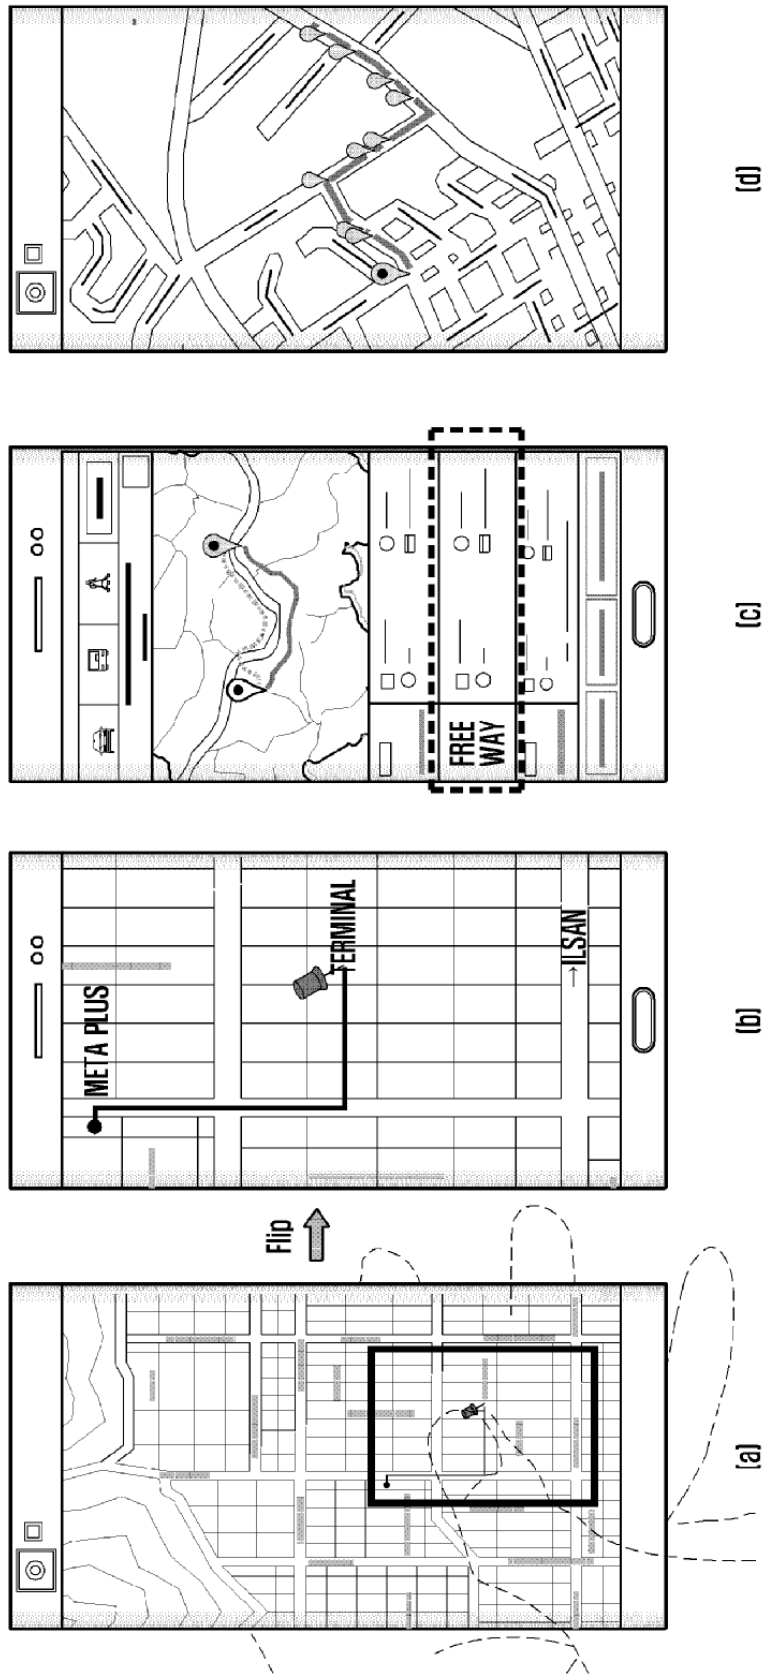 (a)
Flip
META PLUS
TERMINAL
→ILSAN
(b)
FREE
WAY
(c)
(d)